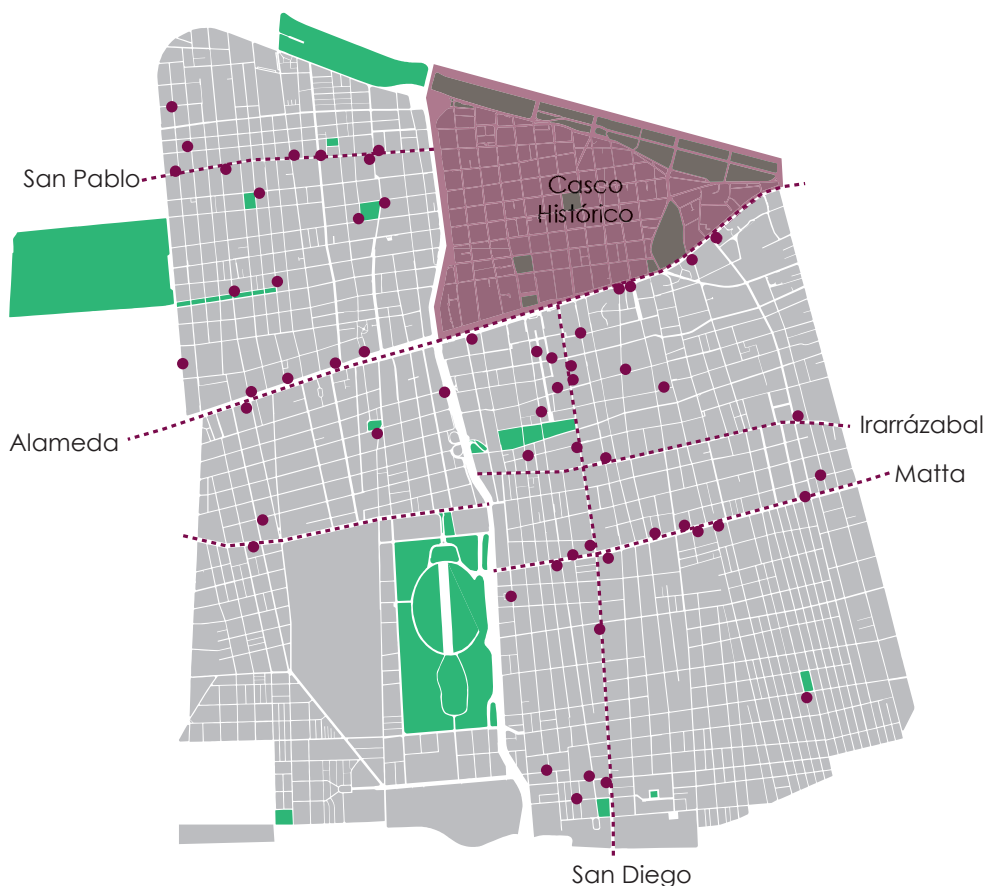 San Pablo
Casco
Histórico
Alameda
Irarrázabal
Matta
San Diego